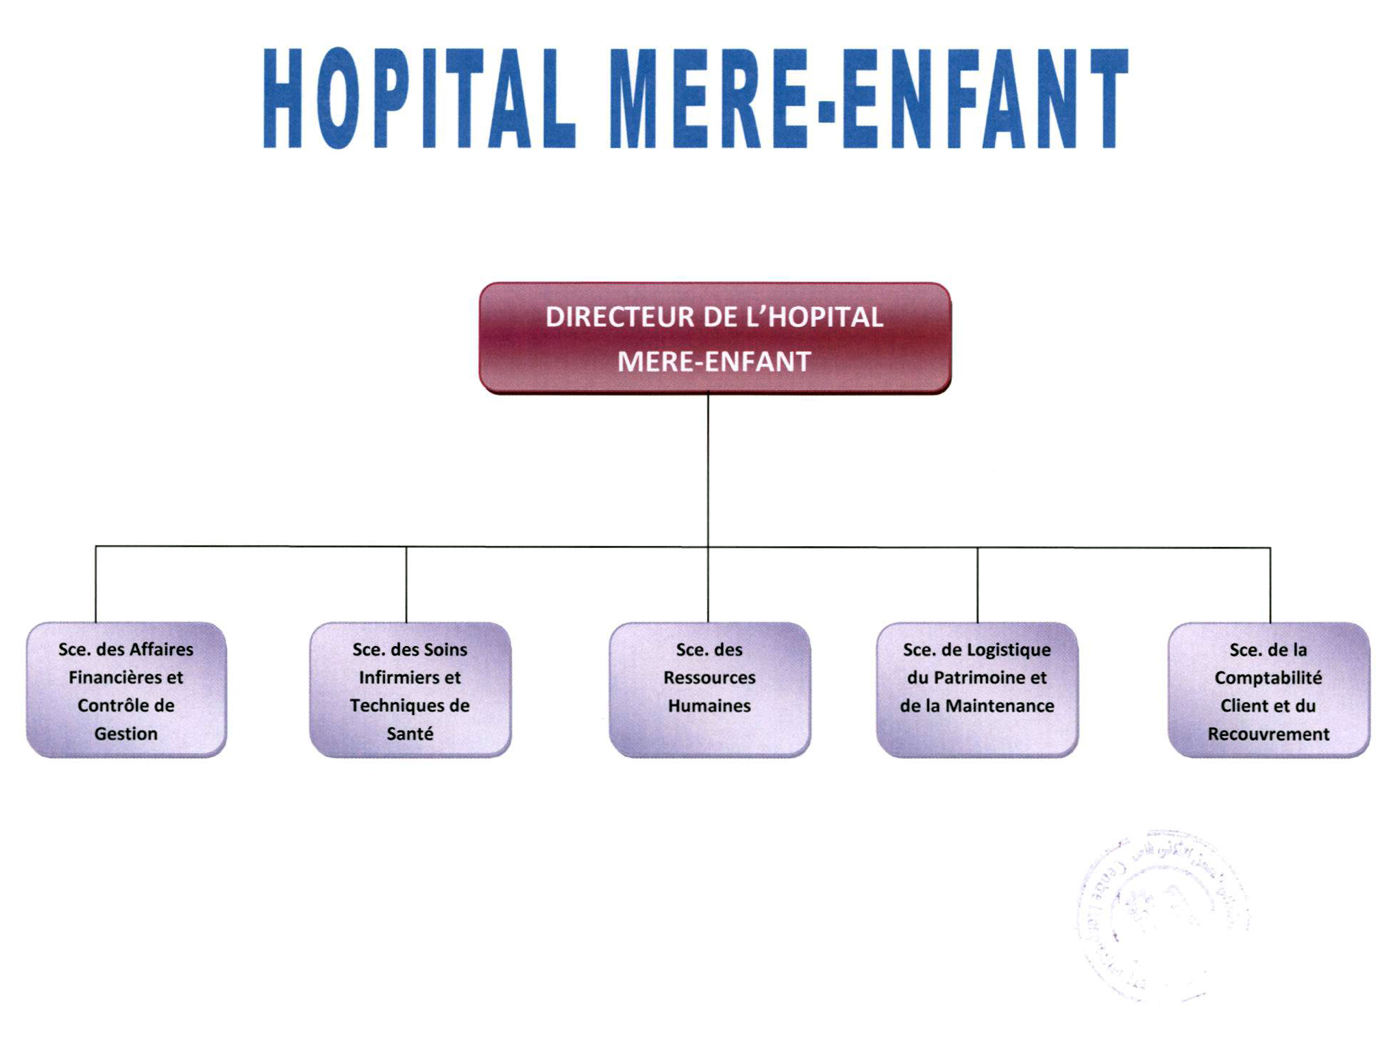 HOPITAL MERE-ENFANT
DIRECTEUR DE L’HOPITAL
MERE-ENFANT
Sce. des Affaires
Financières et
Contrôle de
Gestion
Sce. des Soins
Infirmiers et
Techniques de
Santé
Sce. des
Ressources
Humaines
Sce. de Logistique
du Patrimoine et
de la Maintenance
Sce. de la
Comptabilité
Client et du
Recouvrement
Centre